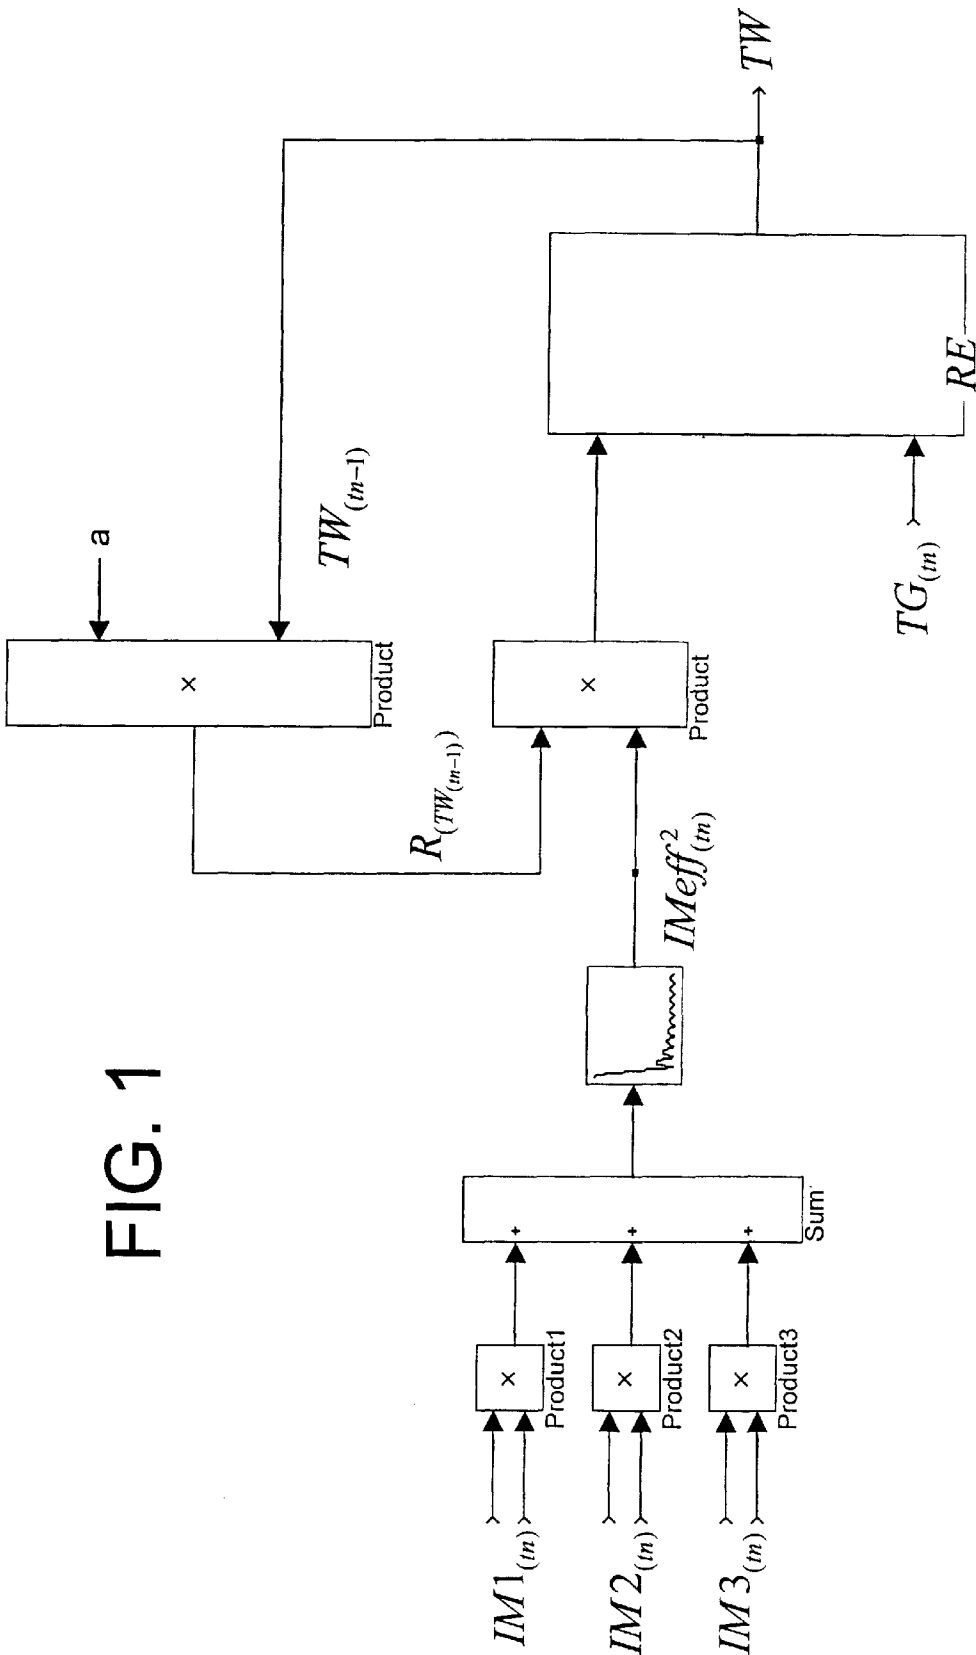 FIG. 1
a
×
Product
TW(tn−1)
R(TW(tn−1))
IM1(tn)
×
Product1
IM2(tn)
×
Product2
IM3(tn)
×
Product3
+
+
+
Sum
IMeff²(tn)
×
Product
TG(tn)
RE
TW